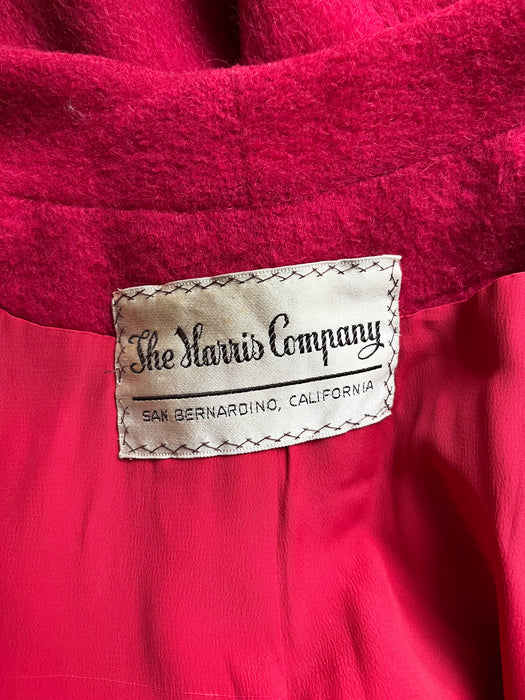 The Harris Company
SAN BERNARDINO, CALIFORNIA